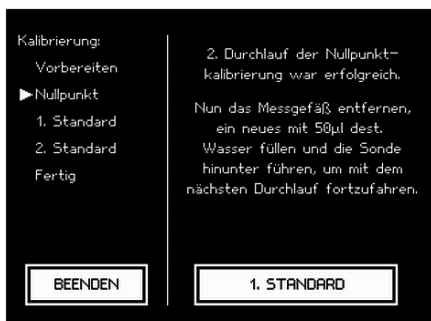 Kalibrierung:
Vorbereiten
▶Nullpunkt
1. Standard
2. Standard
Fertig
2. Durchlauf der Nullpunkt-
kalibrierung war erfolgreich.
Nun das Messgefäß entfernen,
ein neues mit 50µl dest.
Wasser füllen und die Sonde
hinunter führen, um mit dem
nächsten Durchlauf fortzufahren.
BEENDEN
1. STANDARD